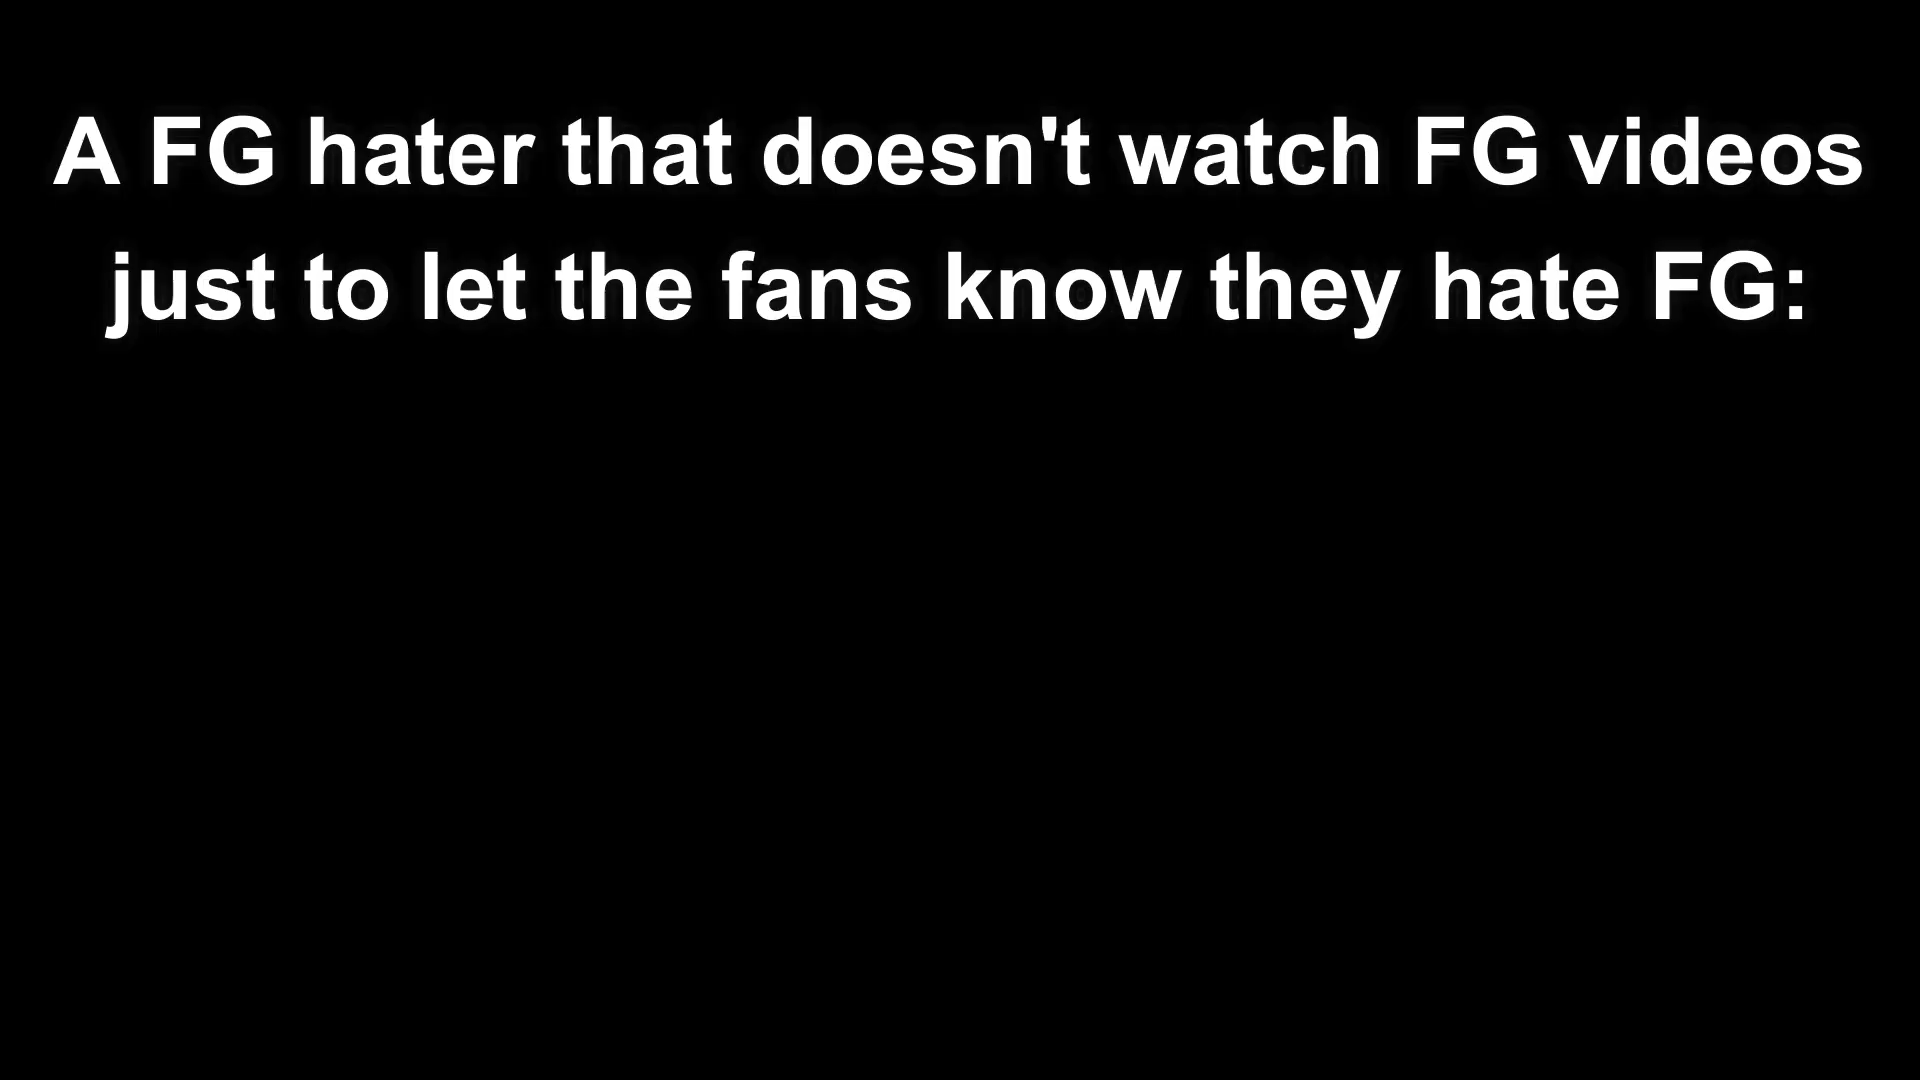 A FG hater that doesn't watch FG videos
just to let the fans know they hate FG: